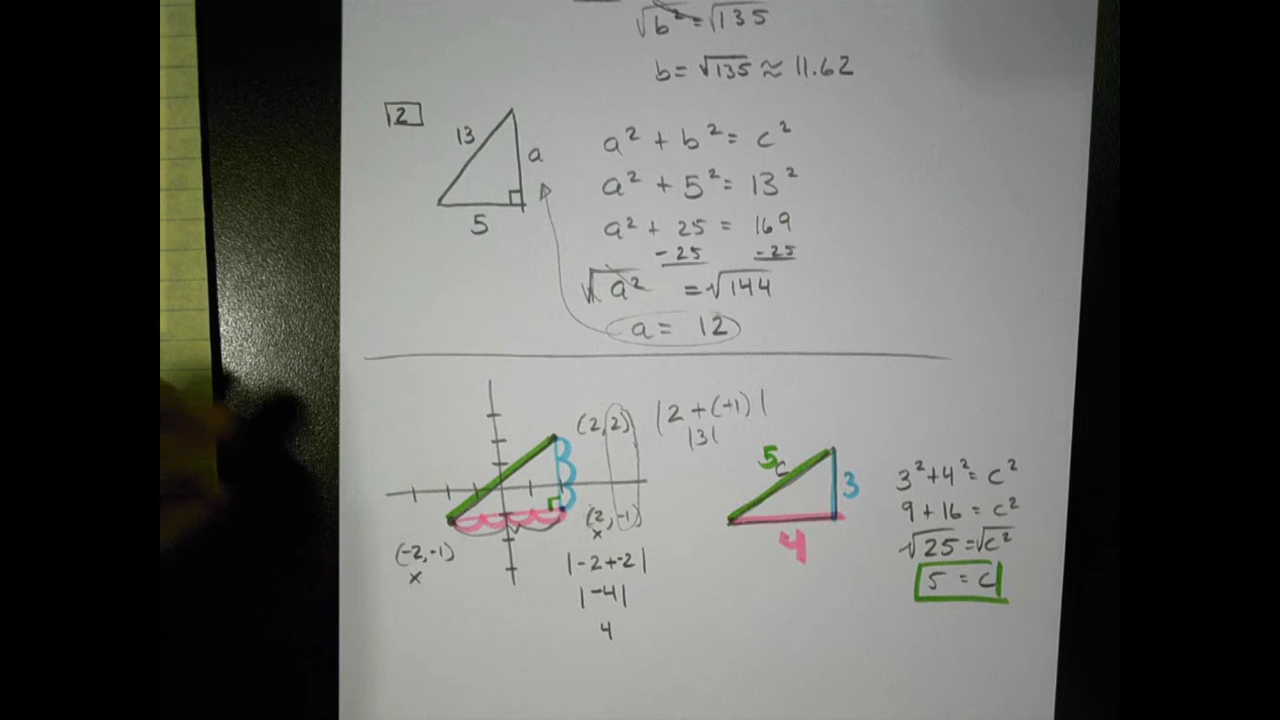 √b² = √135
b = √135 ≈ 11.62
2
13
a
5
a² + b² = c²
a² + 5² = 13²
a² + 25 = 169
-25 -25
√a² = √144
a = 12
(2,2)
(2,-1)
x
(-2,-1)
x
|-2+-2|
|-4|
4
|2+(+1)|
|3|
5
c
3
4
3²+4²=c²
9+16=c²
√25=√c²
5=c